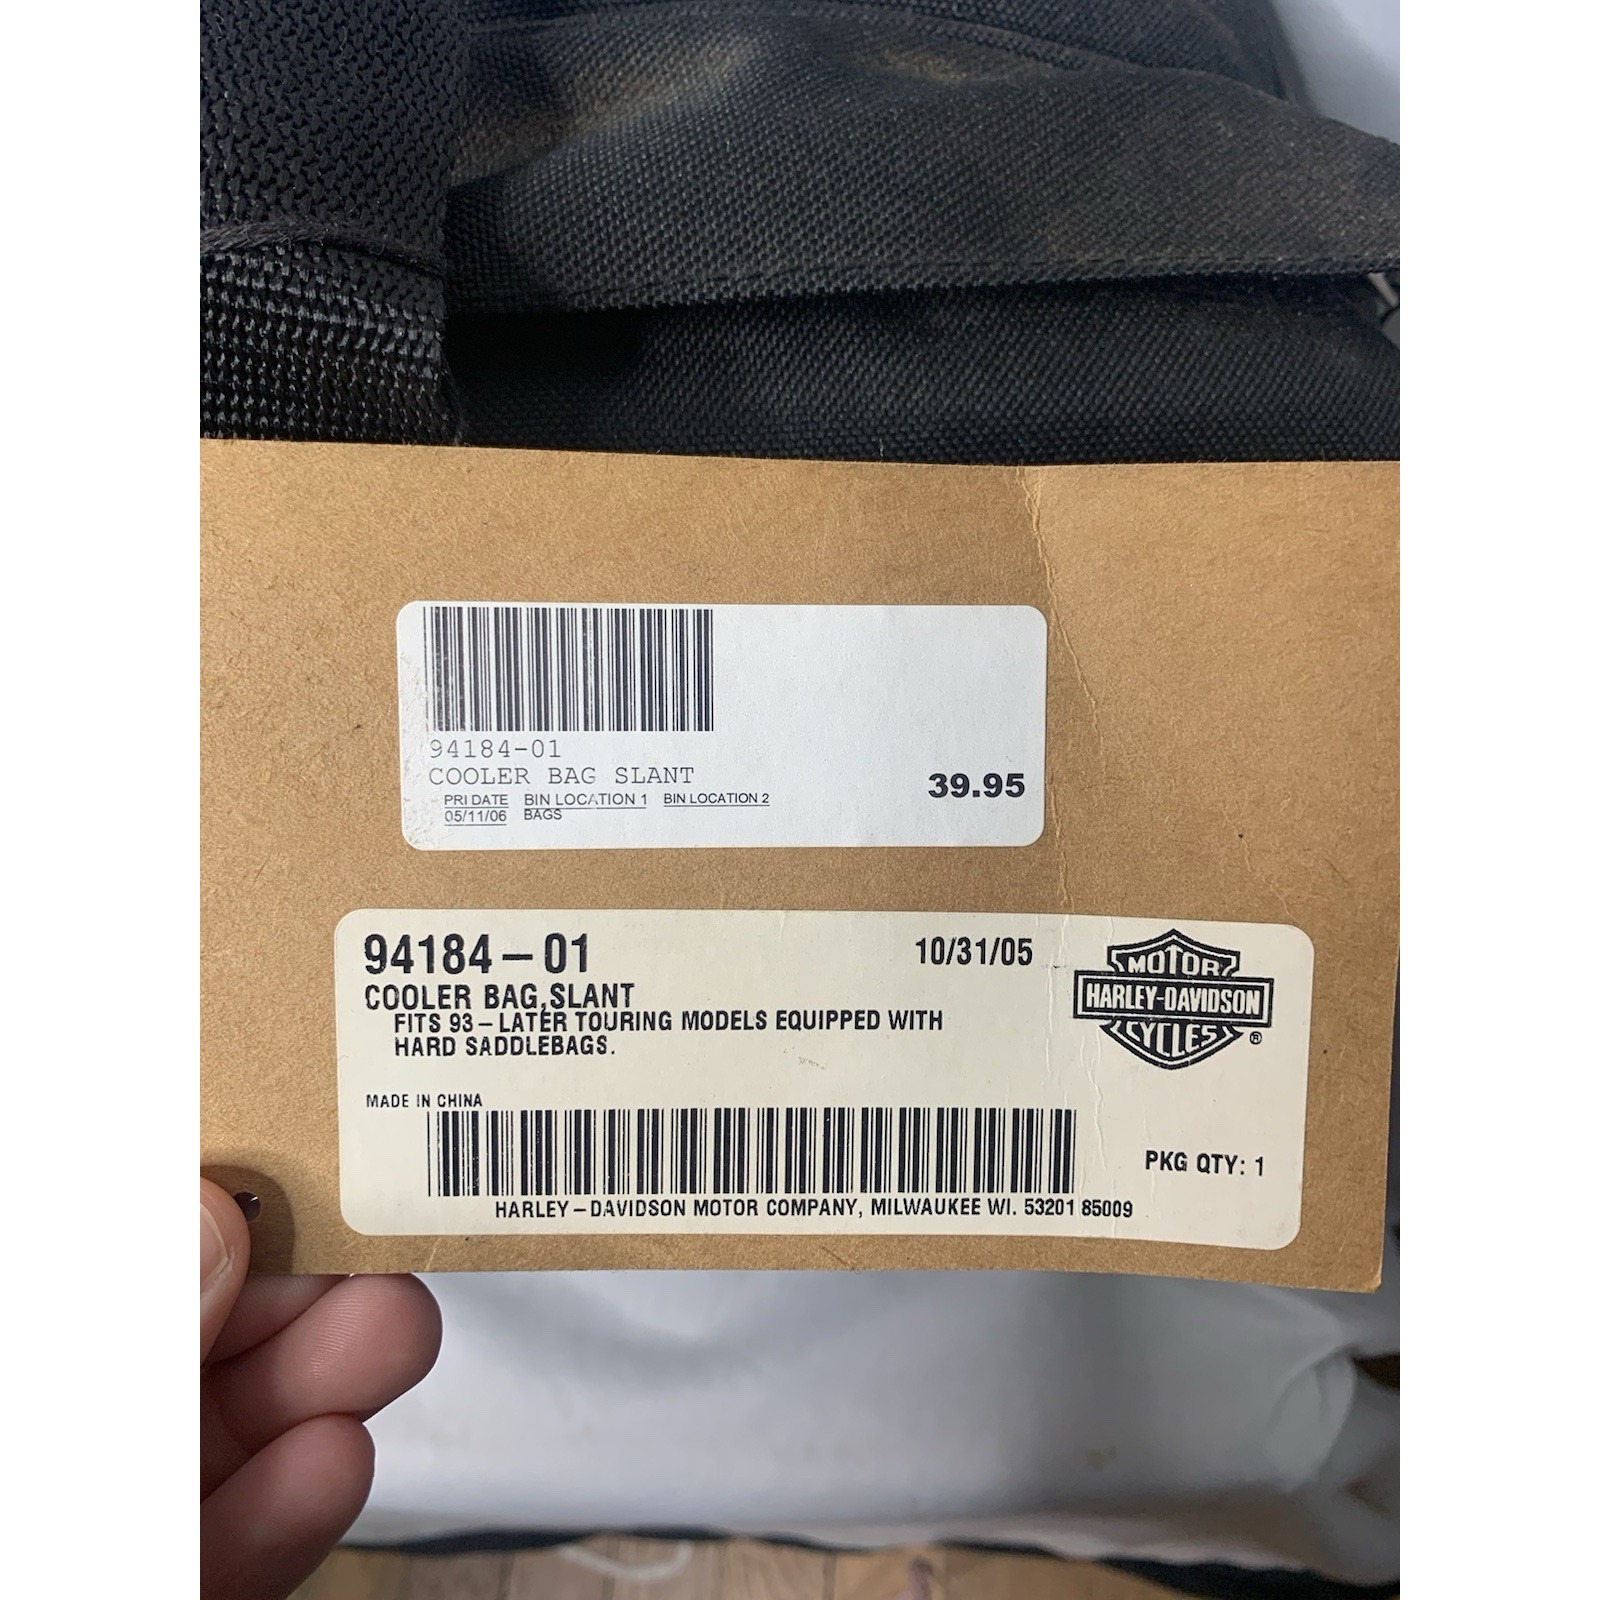 94184-01
COOLER BAG SLANT
39.95
PRI DATE BIN LOCATION 1 BIN LOCATION 2
05/11/06 BAGS
94184-01 10/31/05
COOLER BAG,SLANT
FITS 93-LATER TOURING MODELS EQUIPPED WITH
HARD SADDLEBAGS.
MOTOR
HARLEY-DAVIDSON
CYCLES ®
MADE IN CHINA
PKG QTY: 1
HARLEY-DAVIDSON MOTOR COMPANY, MILWAUKEE WI. 53201 85009